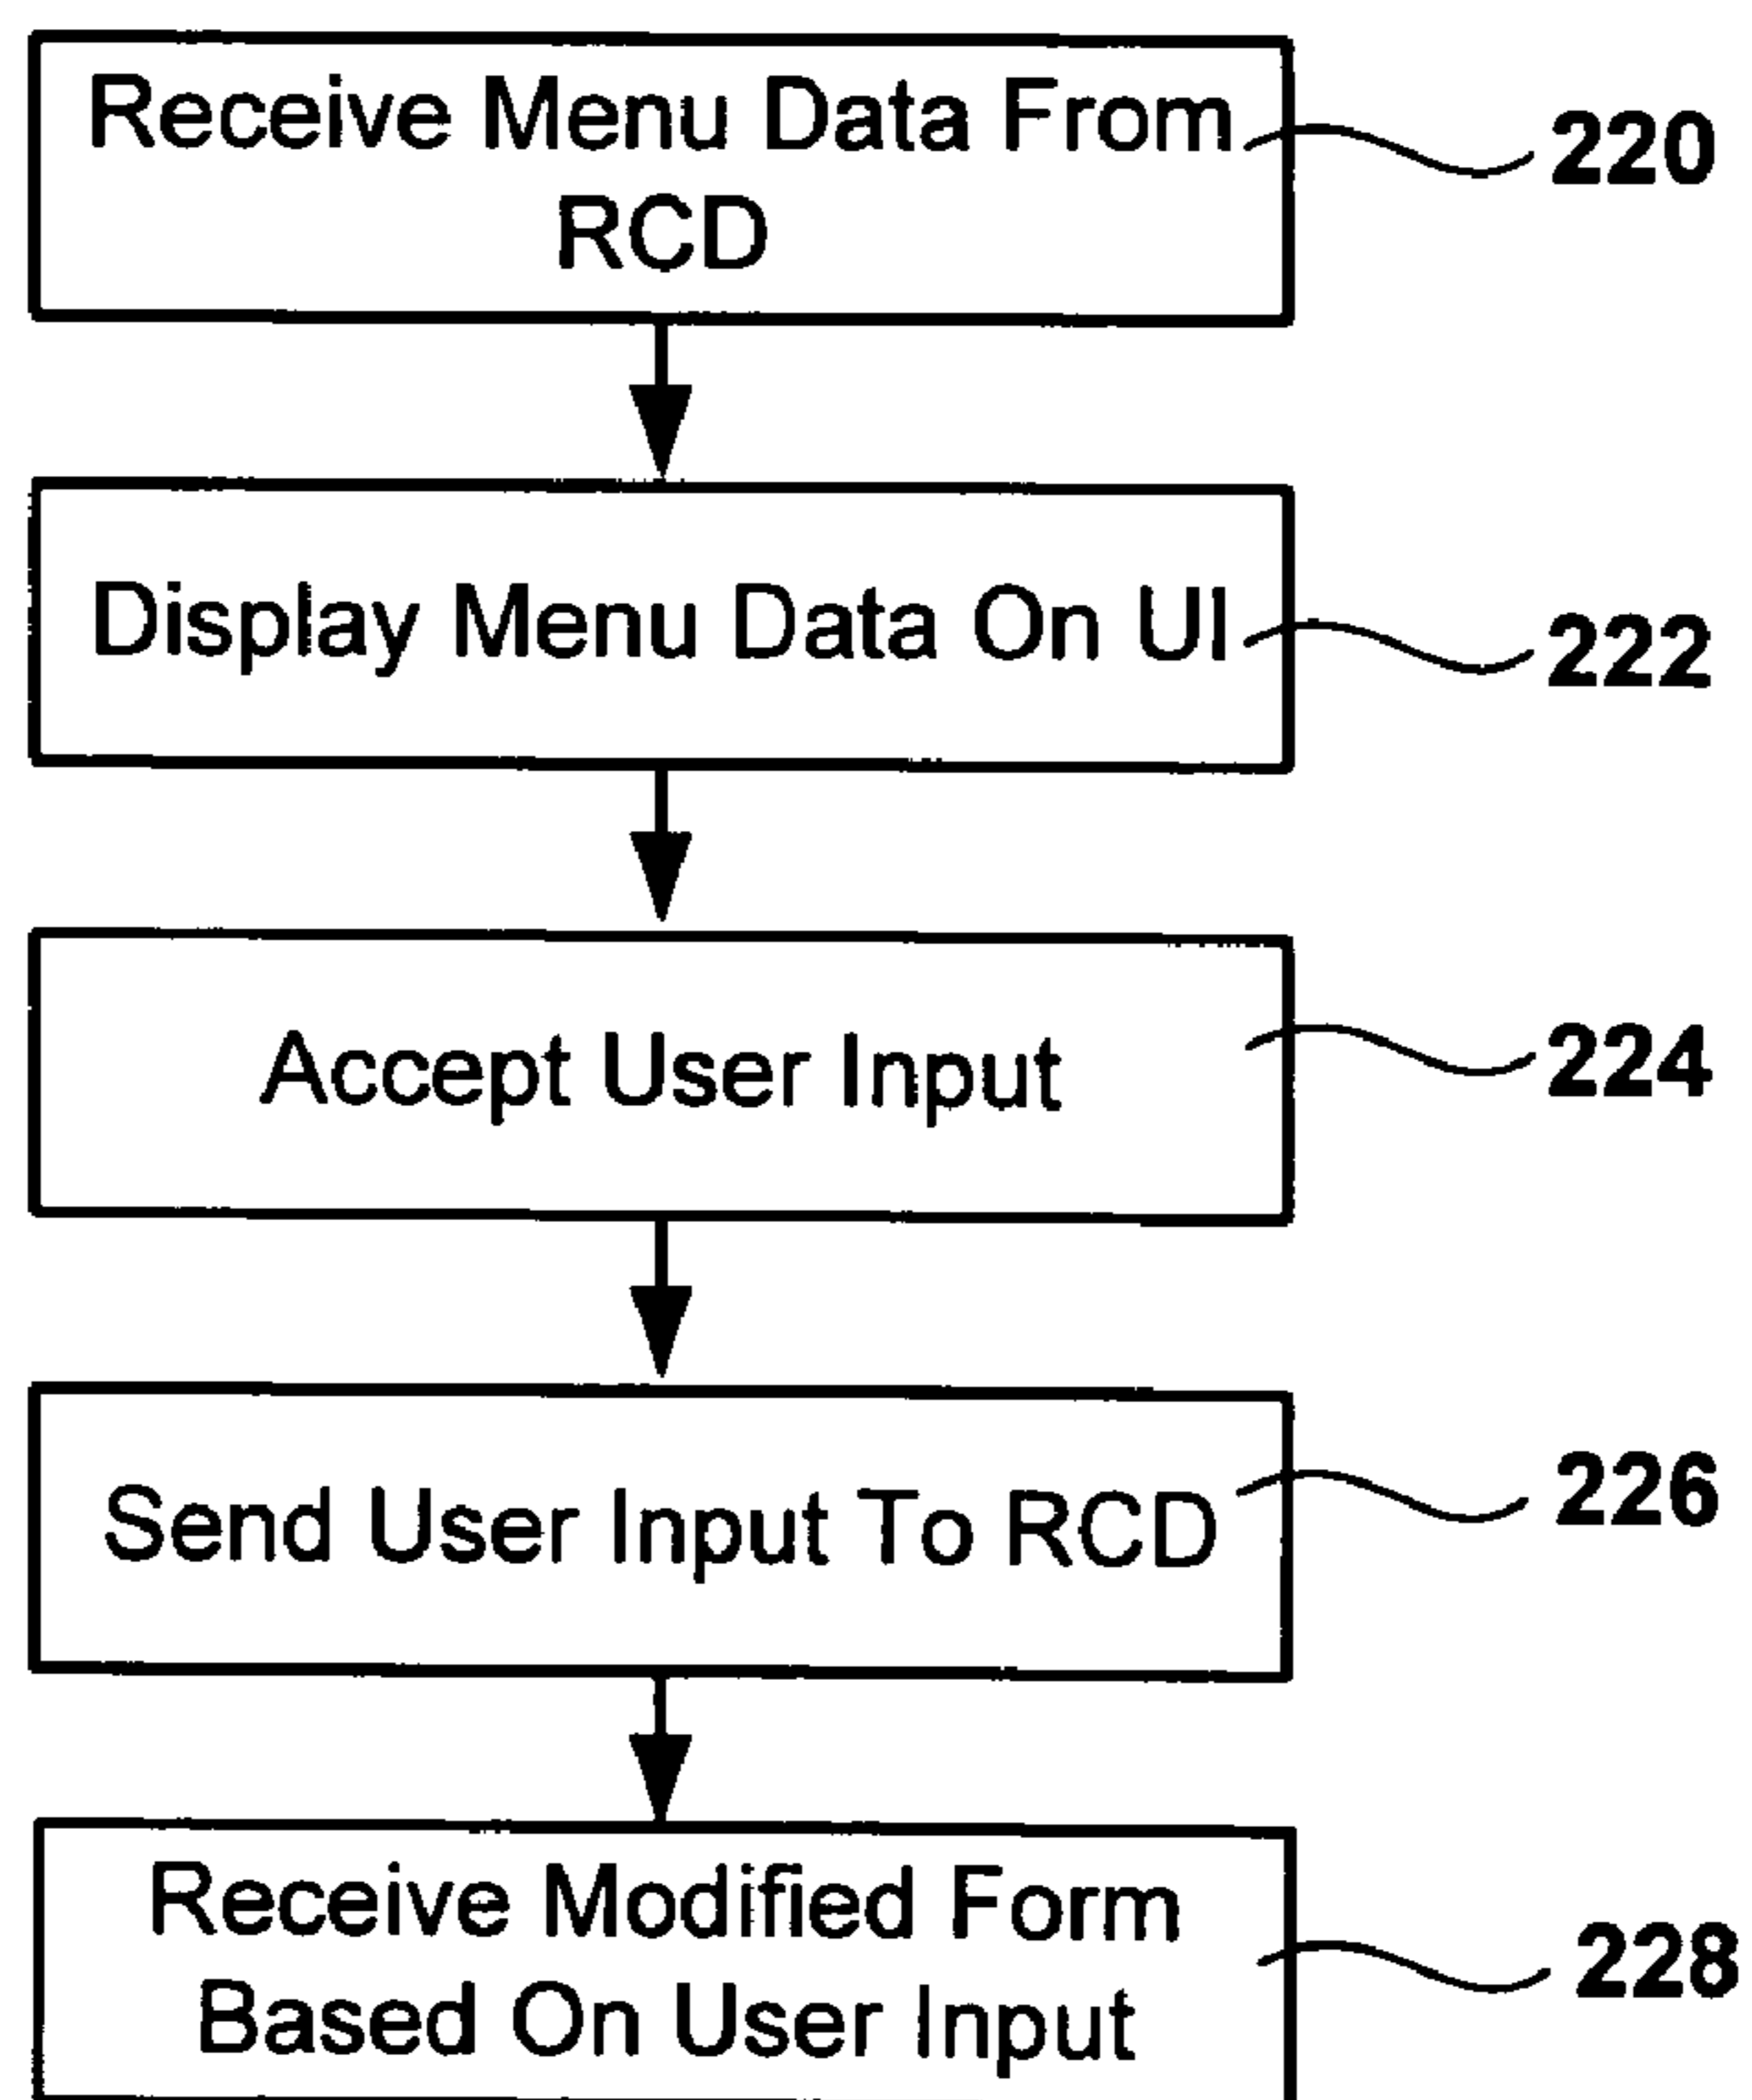 Receive Menu Data From
RCD
220
Display Menu Data On UI
222
Accept User Input
224
Send User Input To RCD
226
Receive Modified Form
Based On User Input
228